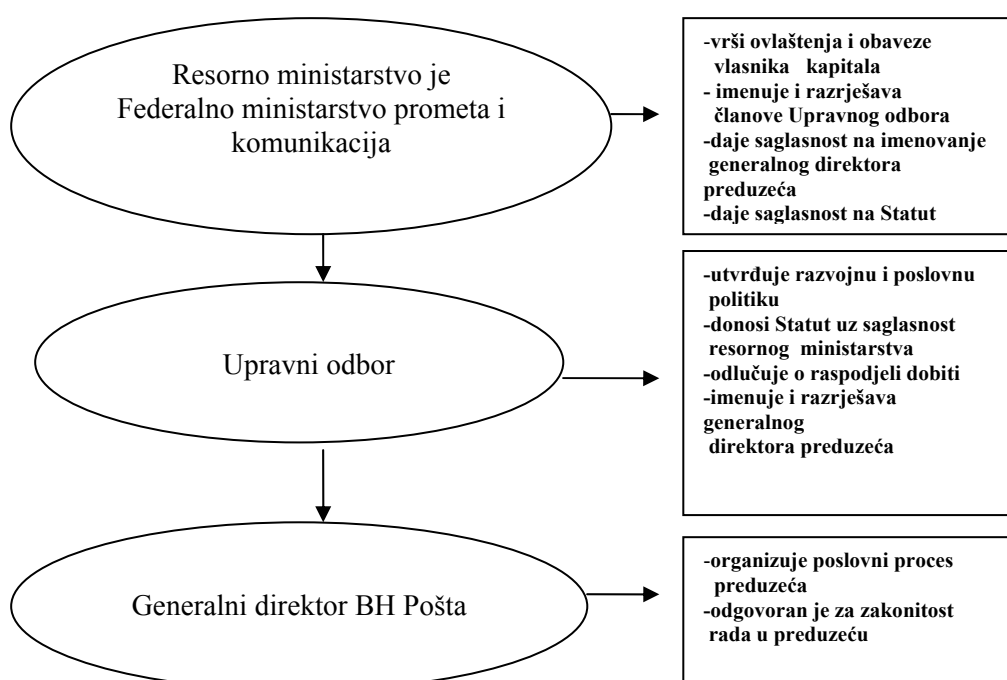 Resorno ministarstvo je
Federalno ministarstvo prometa i
komunikacija
-vrši ovlaštenja i obaveze
vlasnika kapitala
- imenuje i razrješava
članove Upravnog odbora
-daje saglasnost na imenovanje
generalnog direktora
preduzeća
-daje saglasnost na Statut
Upravni odbor
-utvrđuje razvojnu i poslovnu
politiku
-donosi Statut uz saglasnost
resornog ministarstva
-odlučuje o raspodjeli dobiti
-imenuje i razrješava
generalnog
direktora preduzeća
Generalni direktor BH Pošta
-organizuje poslovni proces
preduzeća
-odgovoran je za zakonitost
rada u preduzeću